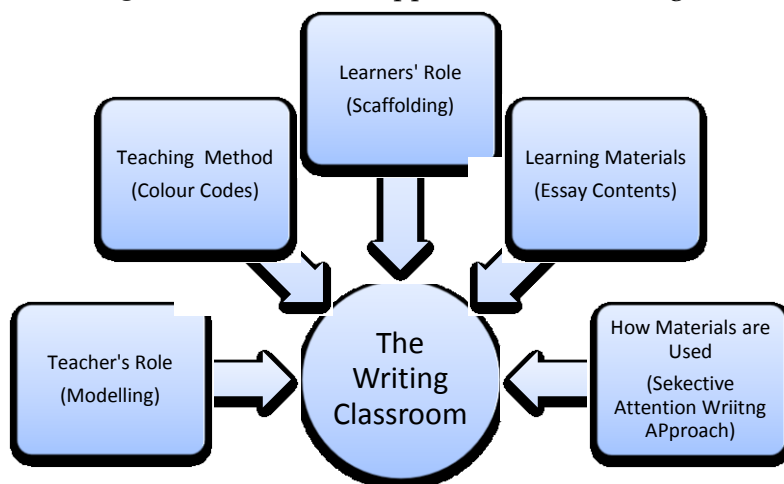 Learners' Role
(Scaffolding)
Teaching Method
(Colour Codes)
Learning Materials
(Essay Contents)
Teacher's Role
(Modelling)
The
Writing
Classroom
How Materials are
Used
(Sekective
Attention Wriitng
APproach)